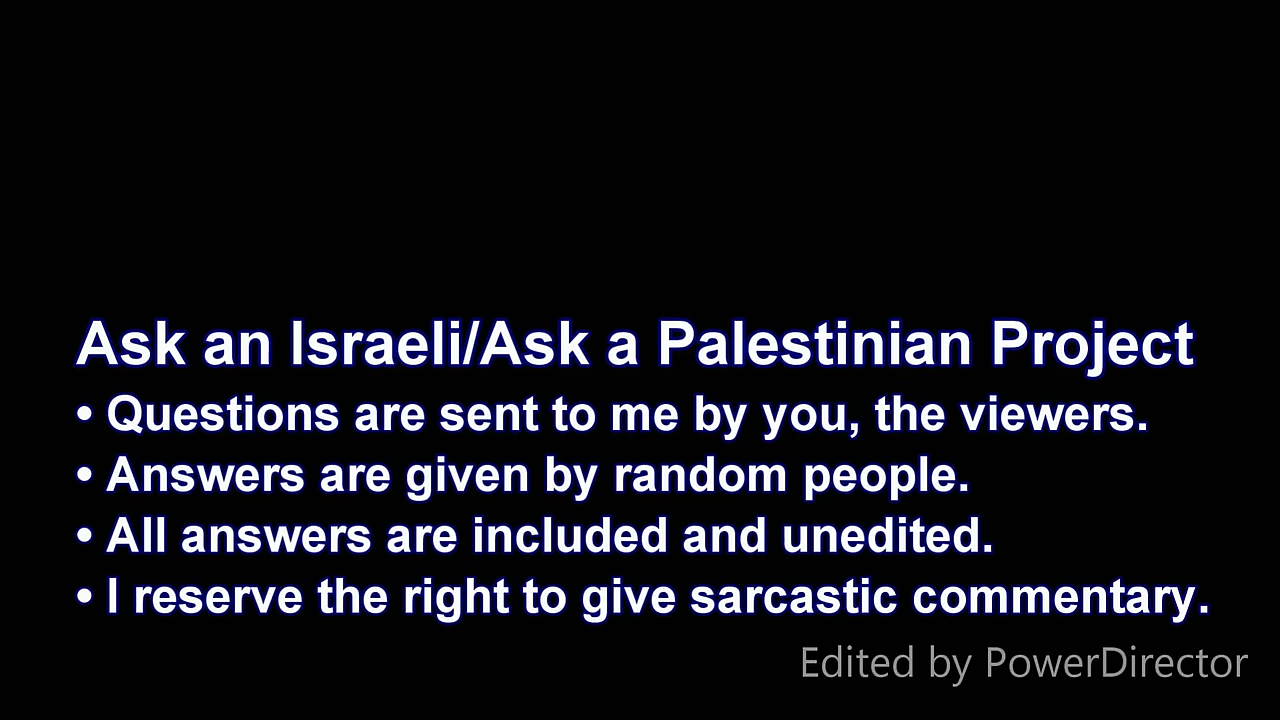 Ask an Israeli/Ask a Palestinian Project
• Questions are sent to me by you, the viewers.
• Answers are given by random people.
• All answers are included and unedited.
• I reserve the right to give sarcastic commentary.
Edited by PowerDirector